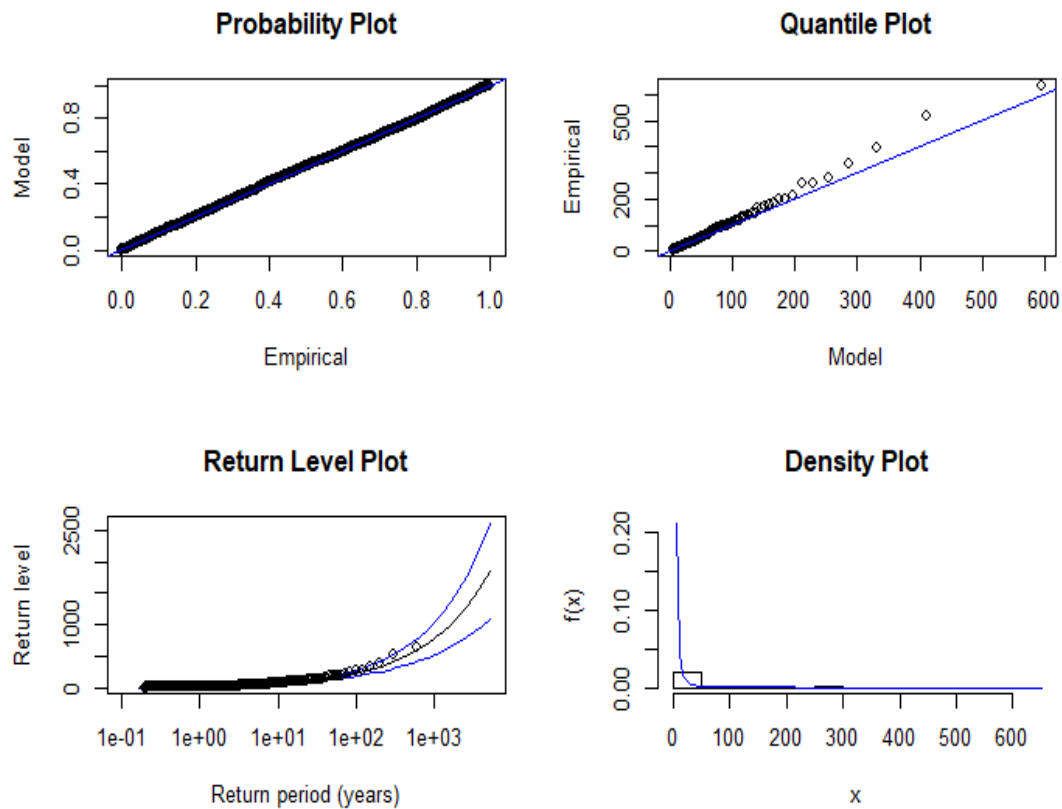 Probability Plot
Model
0.0 0.4 0.8
0.0 0.2 0.4 0.6 0.8 1.0
Empirical
Quantile Plot
Empirical
0 200 500
0 100 200 300 400 500 600
Model
Return Level Plot
Return level
0 1000 2500
1e-01 1e+00 1e+01 1e+02 1e+03
Return period (years)
Density Plot
f(x)
0.00 0.10 0.20
0 100 200 300 400 500 600
x